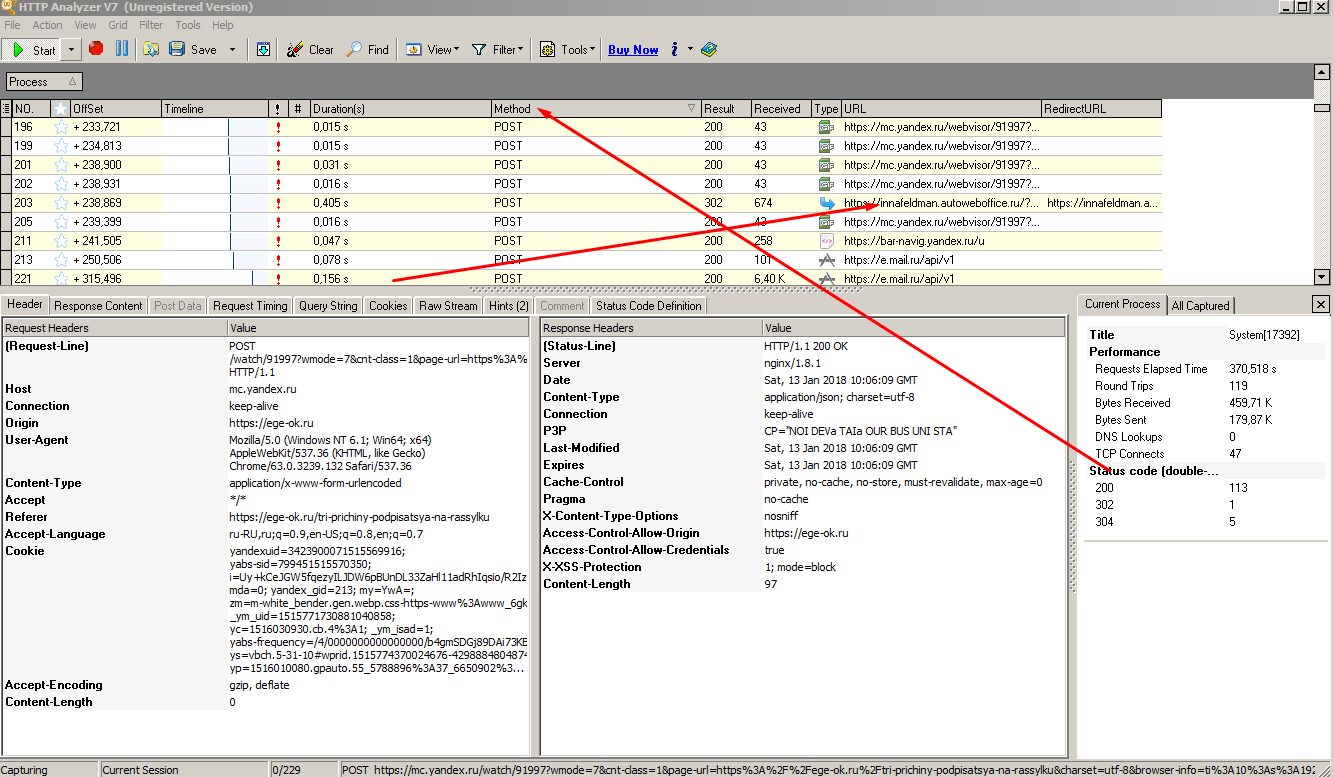 HTTP Analyzer V7 (Unregistered Version)
File Action View Grid Filter Tools Help
Start Save Clear Find View Filter Tools Buy Now i
Process
NO. OffSet Timeline ! # Duration(s) Method Result Received Type URL RedirectURL
196 + 233,721 ! 0,015 s POST 200 43 https://mc.yandex.ru/webvisor/91997?...
199 + 234,813 ! 0,015 s POST 200 43 https://mc.yandex.ru/webvisor/91997?...
201 + 238,900 ! 0,031 s POST 200 43 https://mc.yandex.ru/webvisor/91997?...
202 + 238,931 ! 0,016 s POST 200 43 https://mc.yandex.ru/webvisor/91997?...
203 + 238,869 ! 0,405 s POST 302 674 https://innafeldman.autoweboffice.ru/?... https://innafeldman.a...
205 + 239,399 ! 0,016 s POST 200 43 https://mc.yandex.ru/webvisor/91997?...
211 + 241,505 ! 0,047 s POST 200 258 https://bar-navig.yandex.ru/u
213 + 250,506 ! 0,078 s POST 200 101 https://e.mail.ru/api/v1
221 + 315,496 ! 0,156 s POST 200 6,40 K https://e.mail.ru/api/v1
Header Response Content Post Data Request Timing Query String Cookies Raw Stream Hints (2) Comment Status Code Definition
Request Headers Value
(Request-Line) POST
/watch/91997?wmode=7&cnt-class=1&page-url=https%3A%
HTTP/1.1
Host mc.yandex.ru
Connection keep-alive
Origin https://ege-ok.ru
User-Agent Mozilla/5.0 (Windows NT 6.1; Win64; x64)
AppleWebKit/537.36 (KHTML, like Gecko)
Chrome/63.0.3239.132 Safari/537.36
Content-Type application/x-www-form-urlencoded
Accept */*
Referer https://ege-ok.ru/tri-prichiny-podpisatsya-na-rassylku
Accept-Language ru-RU,ru;q=0.9,en-US;q=0.8,en;q=0.7
Cookie yandexuid=342390071515569916;
yabs-sid=799451515570350;
i=Uy+kCeJGW5fqezyILJDW6pBUnDL33ZaHl11adRhIqsio/R2Iz
mda=0; yandex_gid=213; my=YwA=;
zm=m-white_bender.gen.webp.css-https-www%3Awww_6gk
_ym_uid=1515771730881040858;
yc=1516030930.cb.4%3A1; _ym_isad=1;
yabs-frequency=/4/0000000000000000/b4gmSDGj89DAi73KE
ys=vbch.5-31-10#wprid.1515774370024676-4298884804874
yp=1516010080.gpauto.55_5788896%3A37_6650902%3...
Accept-Encoding gzip, deflate
Content-Length 0
Response Headers Value
(Status-Line) HTTP/1.1 200 OK
Server nginx/1.8.1
Date Sat, 13 Jan 2018 10:06:09 GMT
Content-Type application/json; charset=utf-8
Connection keep-alive
P3P CP="NOI DEVa TAIa OUR BUS UNI STA"
Last-Modified Sat, 13 Jan 2018 10:06:09 GMT
Expires Sat, 13 Jan 2018 10:06:09 GMT
Cache-Control private, no-cache, no-store, must-revalidate, max-age=0
Pragma no-cache
X-Content-Type-Options nosniff
Access-Control-Allow-Origin https://ege-ok.ru
Access-Control-Allow-Credentials true
X-XSS-Protection 1; mode=block
Content-Length 97
Current Process All Captured
Title System[17392]
Performance
Requests Elapsed Time 370,518 s
Round Trips 119
Bytes Received 459,71 K
Bytes Sent 179,87 K
DNS Lookups 0
TCP Connects 47
Status code (double-...
200 113
302 1
304 5
Capturing Current Session 0/229 POST https://mc.yandex.ru/watch/91997?wmode=7&cnt-class=1&page-url=https%3A%2F%2Fege-ok.ru%2Ftri-prichiny-podpisatsya-na-rassylku&charset=utf-8&browser-info=ti%3A10%3As%3A192